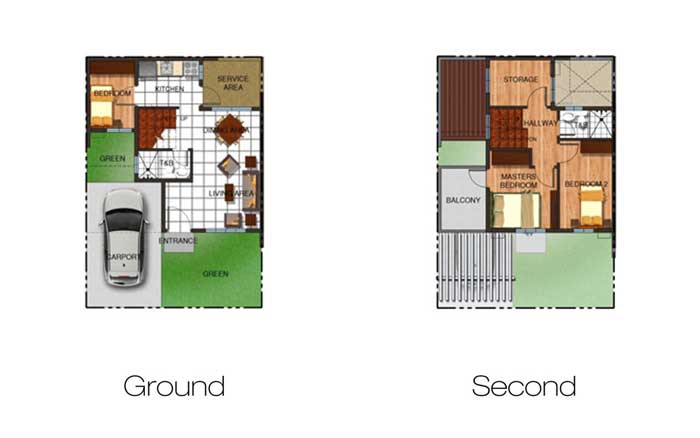 SERVICE
AREA
KITCHEN
BEDROOM
UP
DINING AREA
GREEN
T&B
LIVING AREA
ENTRANCE
CARPORT
GREEN
STORAGE
HALLWAY
T&B
MASTERS
BEDROOM
BEDROOM 2
BALCONY
Ground
Second